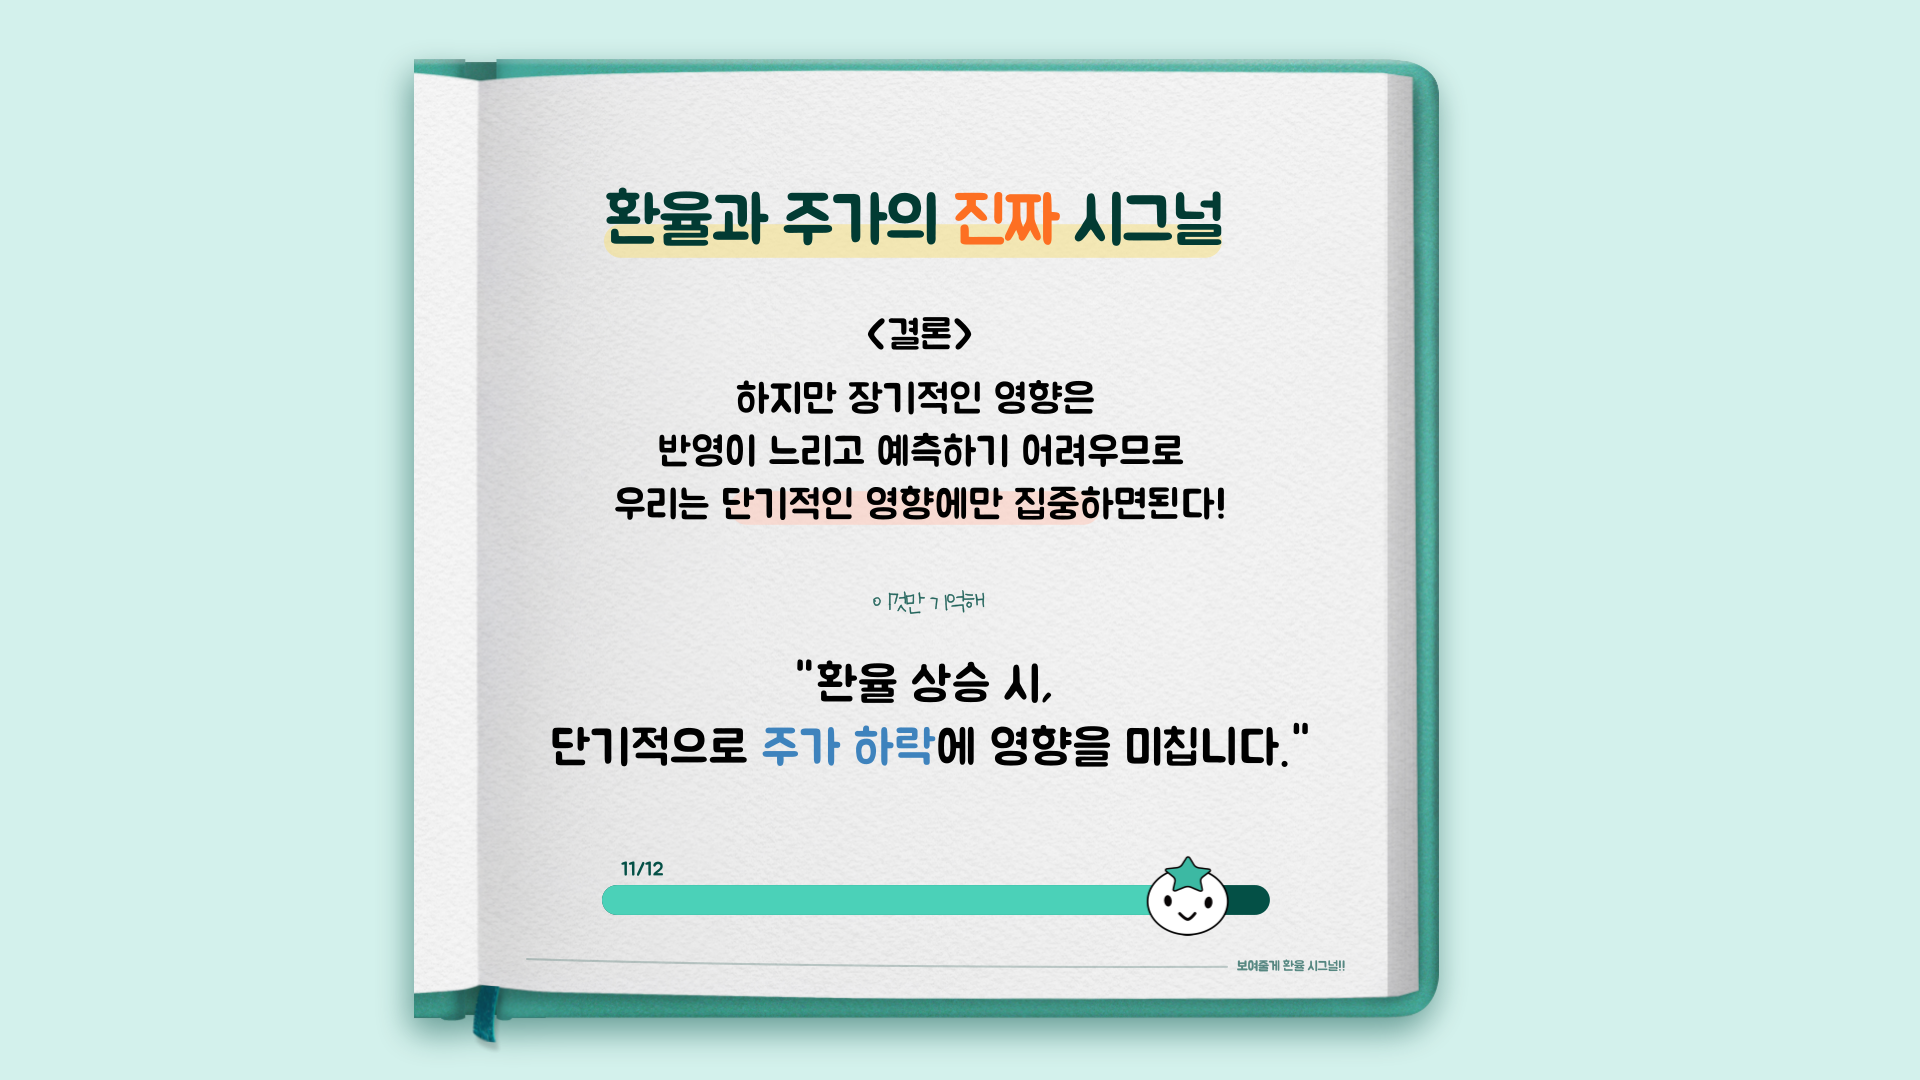 환율과 주가의 진짜 시그널
<결론>
하지만 장기적인 영향은
반영이 느리고 예측하기 어려우므로
우리는 단기적인 영향에만 집중하면된다!
이것만 기억해
"환율 상승 시,
단기적으로 주가 하락에 영향을 미칩니다."
11/12
보여줄게 환율 시그널!!